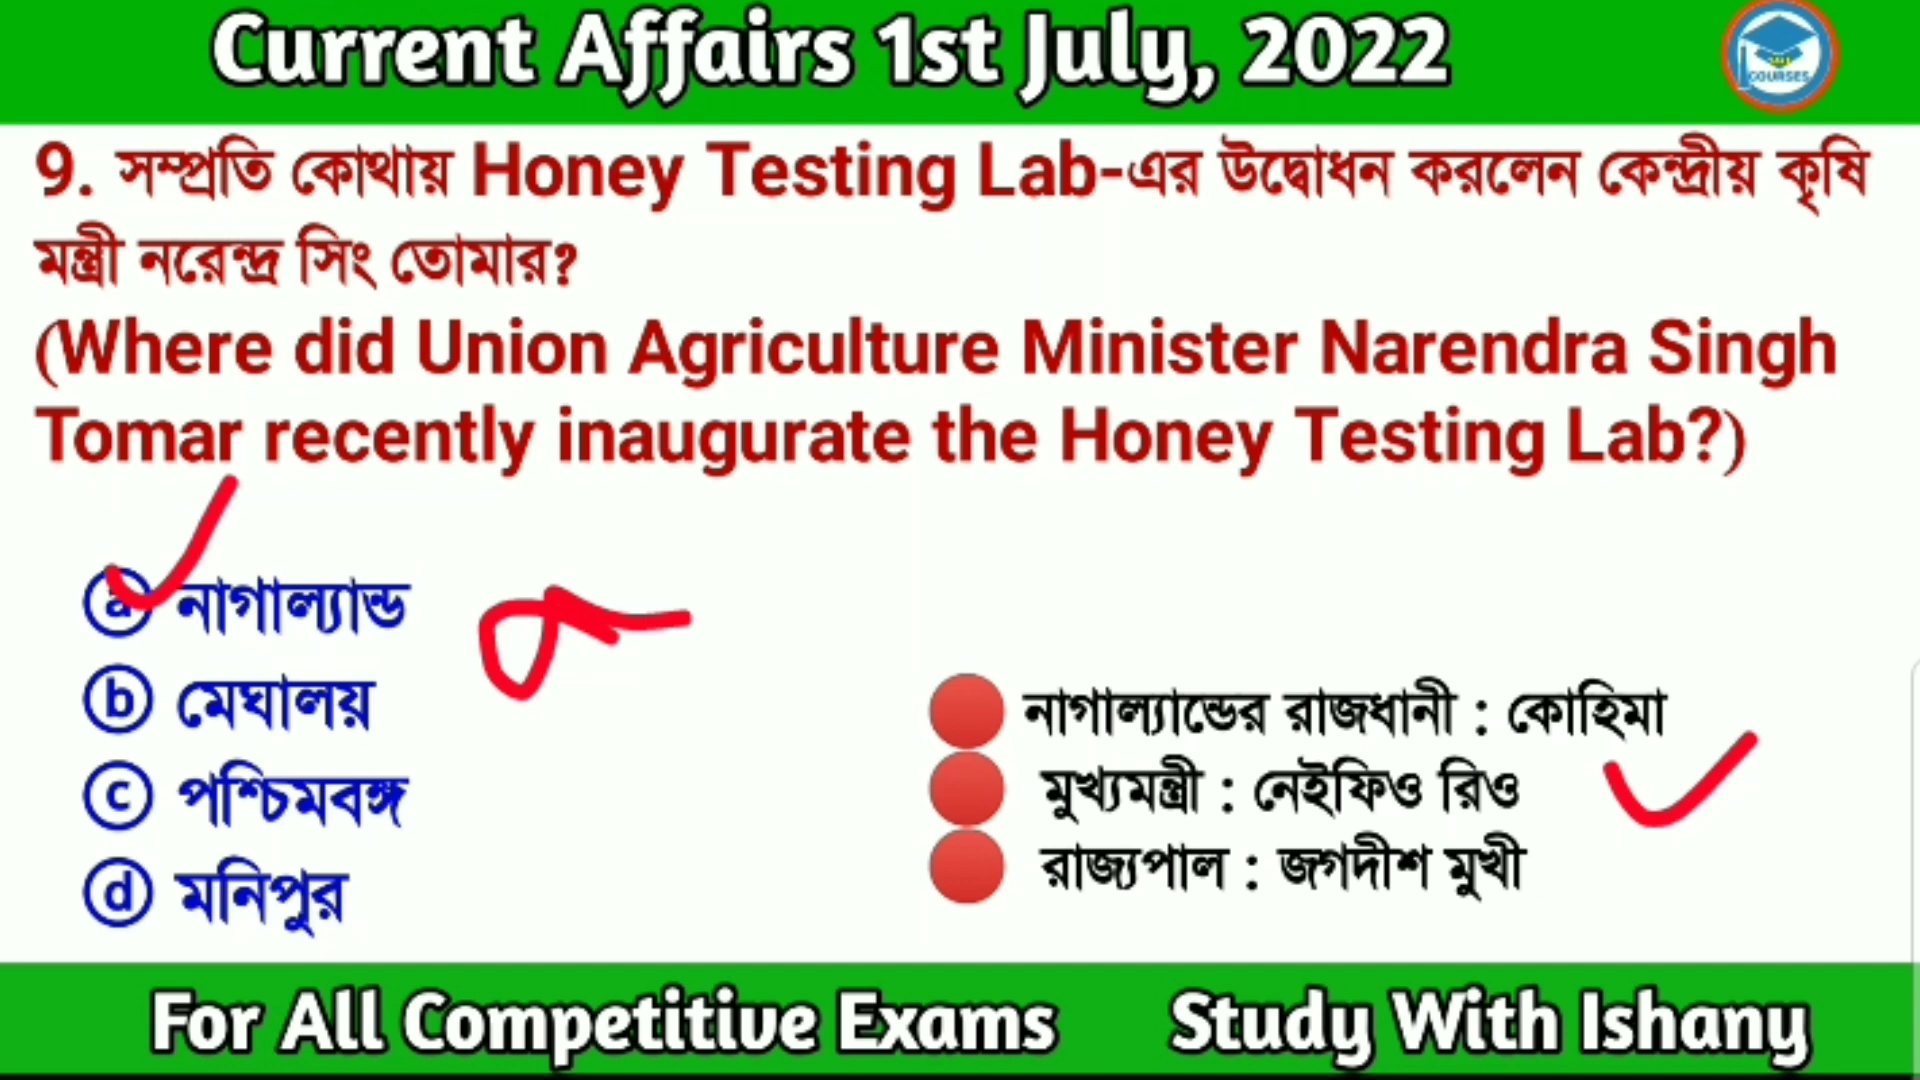 Current Affairs 1st July, 2022
COURSES
9. সম্প্রতি কোথায় Honey Testing Lab-এর উদ্বোধন করলেন কেন্দ্রীয় কৃষি
মন্ত্রী নরেন্দ্র সিং তোমার?
(Where did Union Agriculture Minister Narendra Singh
Tomar recently inaugurate the Honey Testing Lab?)
ⓐ নাগাল্যান্ড
ⓑ মেঘালয়
ⓒ পশ্চিমবঙ্গ
ⓓ মনিপুর
নাগাল্যান্ডের রাজধানী : কোহিমা
মুখ্যমন্ত্রী : নেইফিও রিও
রাজ্যপাল : জগদীশ মুখী
For All Competitive Exams Study With Ishany